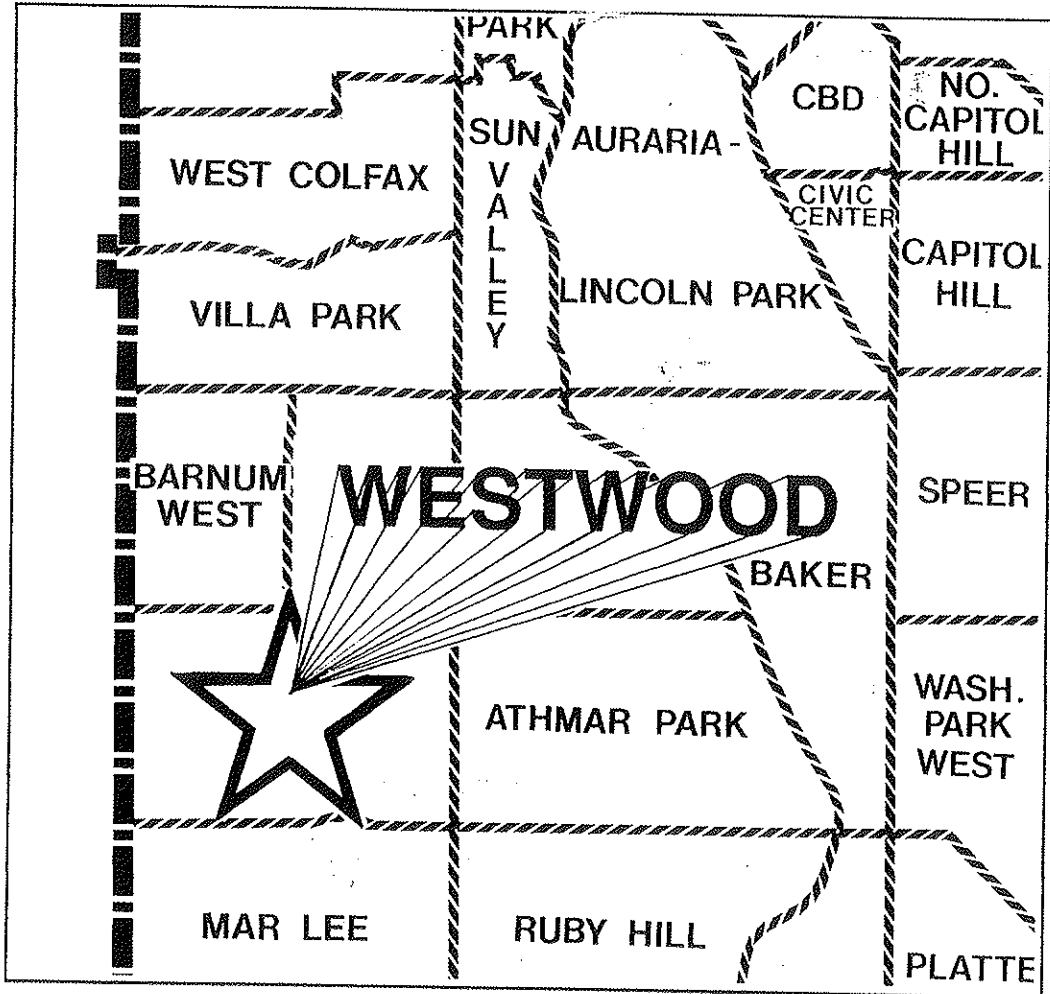 PARK
CBD
NO.
CAPITOL
HILL
SUN
VALLEY
AURARIA-
LINCOLN PARK
WEST COLFAX
CIVIC
CENTER
CAPITOL
HILL
VILLA PARK
BARNUM
WEST
WESTWOOD
SPEER
BAKER
ATHMAR PARK
WASH.
PARK
WEST
MAR LEE
RUBY HILL
PLATTE